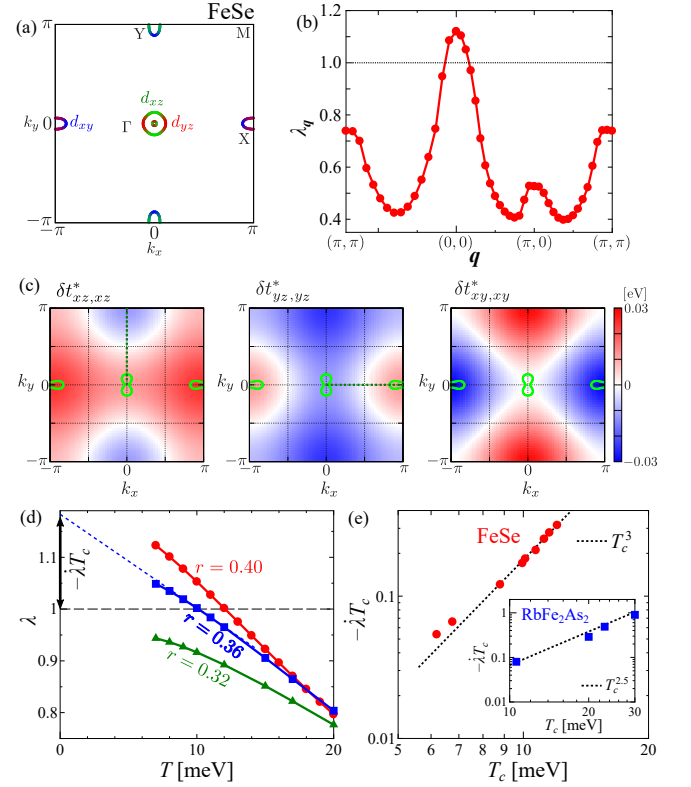 (a)
FeSe
π
Y
M
d_xz
k_y 0
d_xy
Γ
d_yz
X
−π
−π
0
π
k_x
(b)
1.2
1.0
0.8
0.6
0.4
λ_q
(π, π)
(0, 0)
(π, 0)
(π, π)
q
(c)
δt*_xz,xz
δt*_yz,yz
δt*_xy,xy
[eV]
0.03
−0.03
π
k_y 0
−π
−π
0
π
k_x
π
k_y 0
−π
−π
0
π
k_x
π
k_y 0
−π
−π
0
π
k_x
(d)
1.1
1
0.9
0.8
λ
−λ̇T_c
r = 0.40
r = 0.36
r = 0.32
0
5
10
15
20
T [meV]
(e)
FeSe
T_c^3
0.1
0.01
−λ̇T_c
5
6
7
8
9
10
20
T_c [meV]
RbFe₂As₂
1
0.1
0.01
−λ̇T_c
T_c^2.5
10
20
30
T_c [meV]